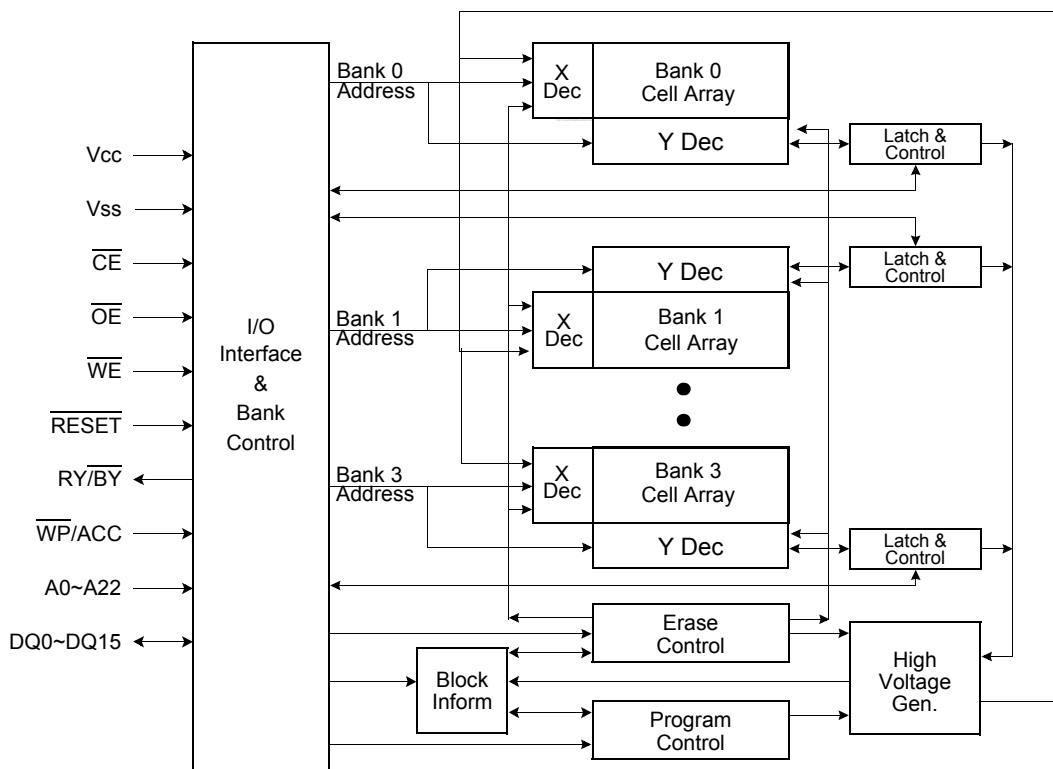 Vcc
Vss
CE
OE
WE
RESET
RY/BY
WP/ACC
A0~A22
DQ0~DQ15
I/O
Interface
&
Bank
Control
Bank 0
Address
X
Dec
Bank 0
Cell Array
Y Dec
Latch &
Control
Y Dec
Latch &
Control
Bank 1
Address
X
Dec
Bank 1
Cell Array
Bank 3
Address
X
Dec
Bank 3
Cell Array
Y Dec
Latch &
Control
Erase
Control
Block
Inform
High
Voltage
Gen.
Program
Control